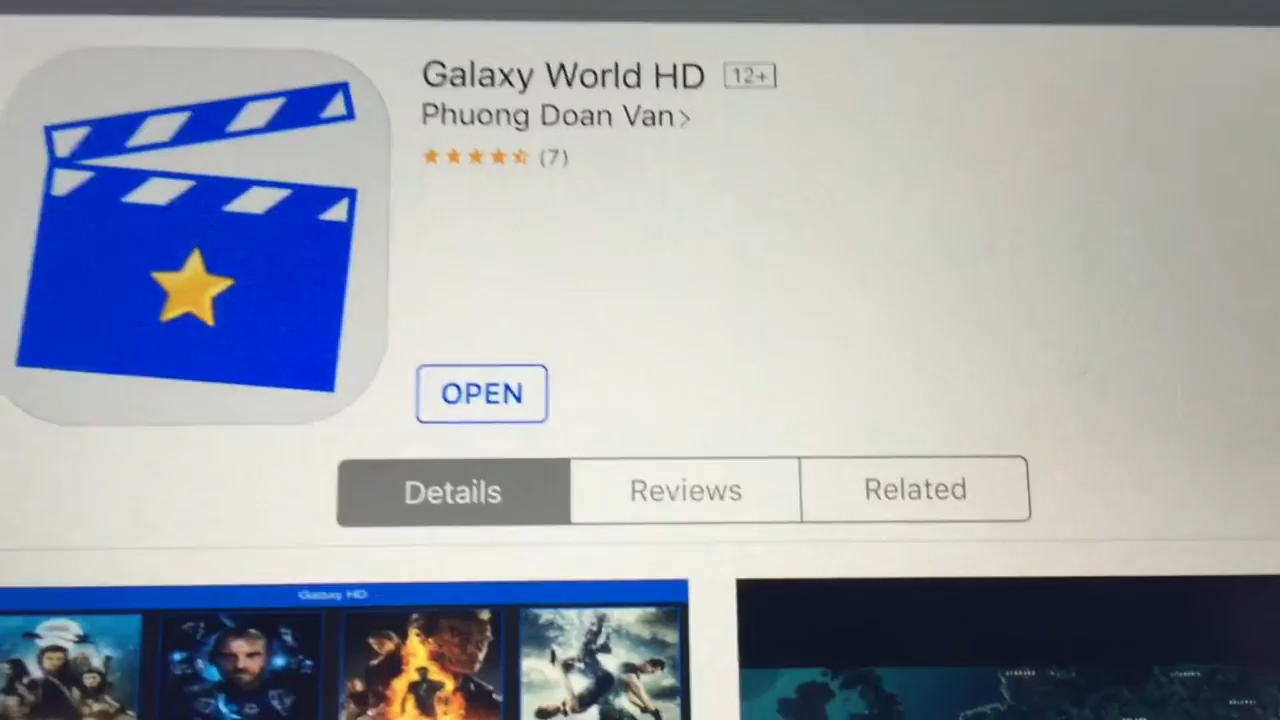 Galaxy World HD 12+
Phuong Doan Van>
(7)
OPEN
Details Reviews Related
Galaxy HD